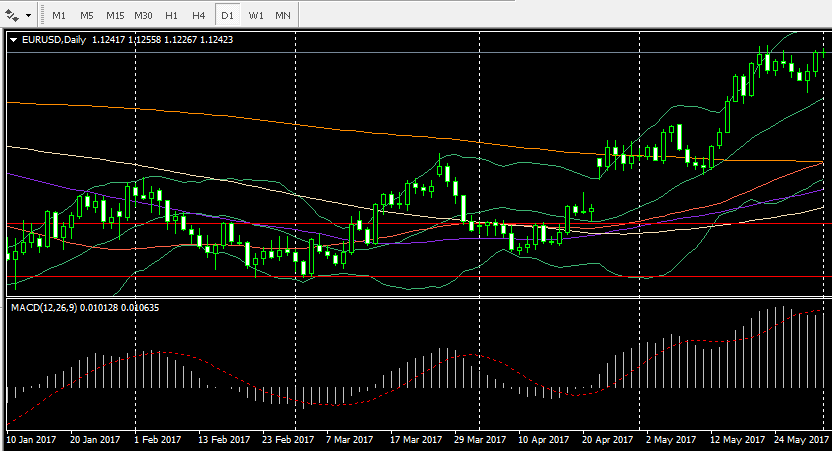 M1 M5 M15 M30 H1 H4 D1 W1 MN
EURUSD,Daily 1.12417 1.12558 1.12267 1.12423
MACD(12,26,9) 0.010128 0.010635
10 Jan 2017 20 Jan 2017 1 Feb 2017 13 Feb 2017 23 Feb 2017 7 Mar 2017 17 Mar 2017 29 Mar 2017 10 Apr 2017 20 Apr 2017 2 May 2017 12 May 2017 24 May 2017